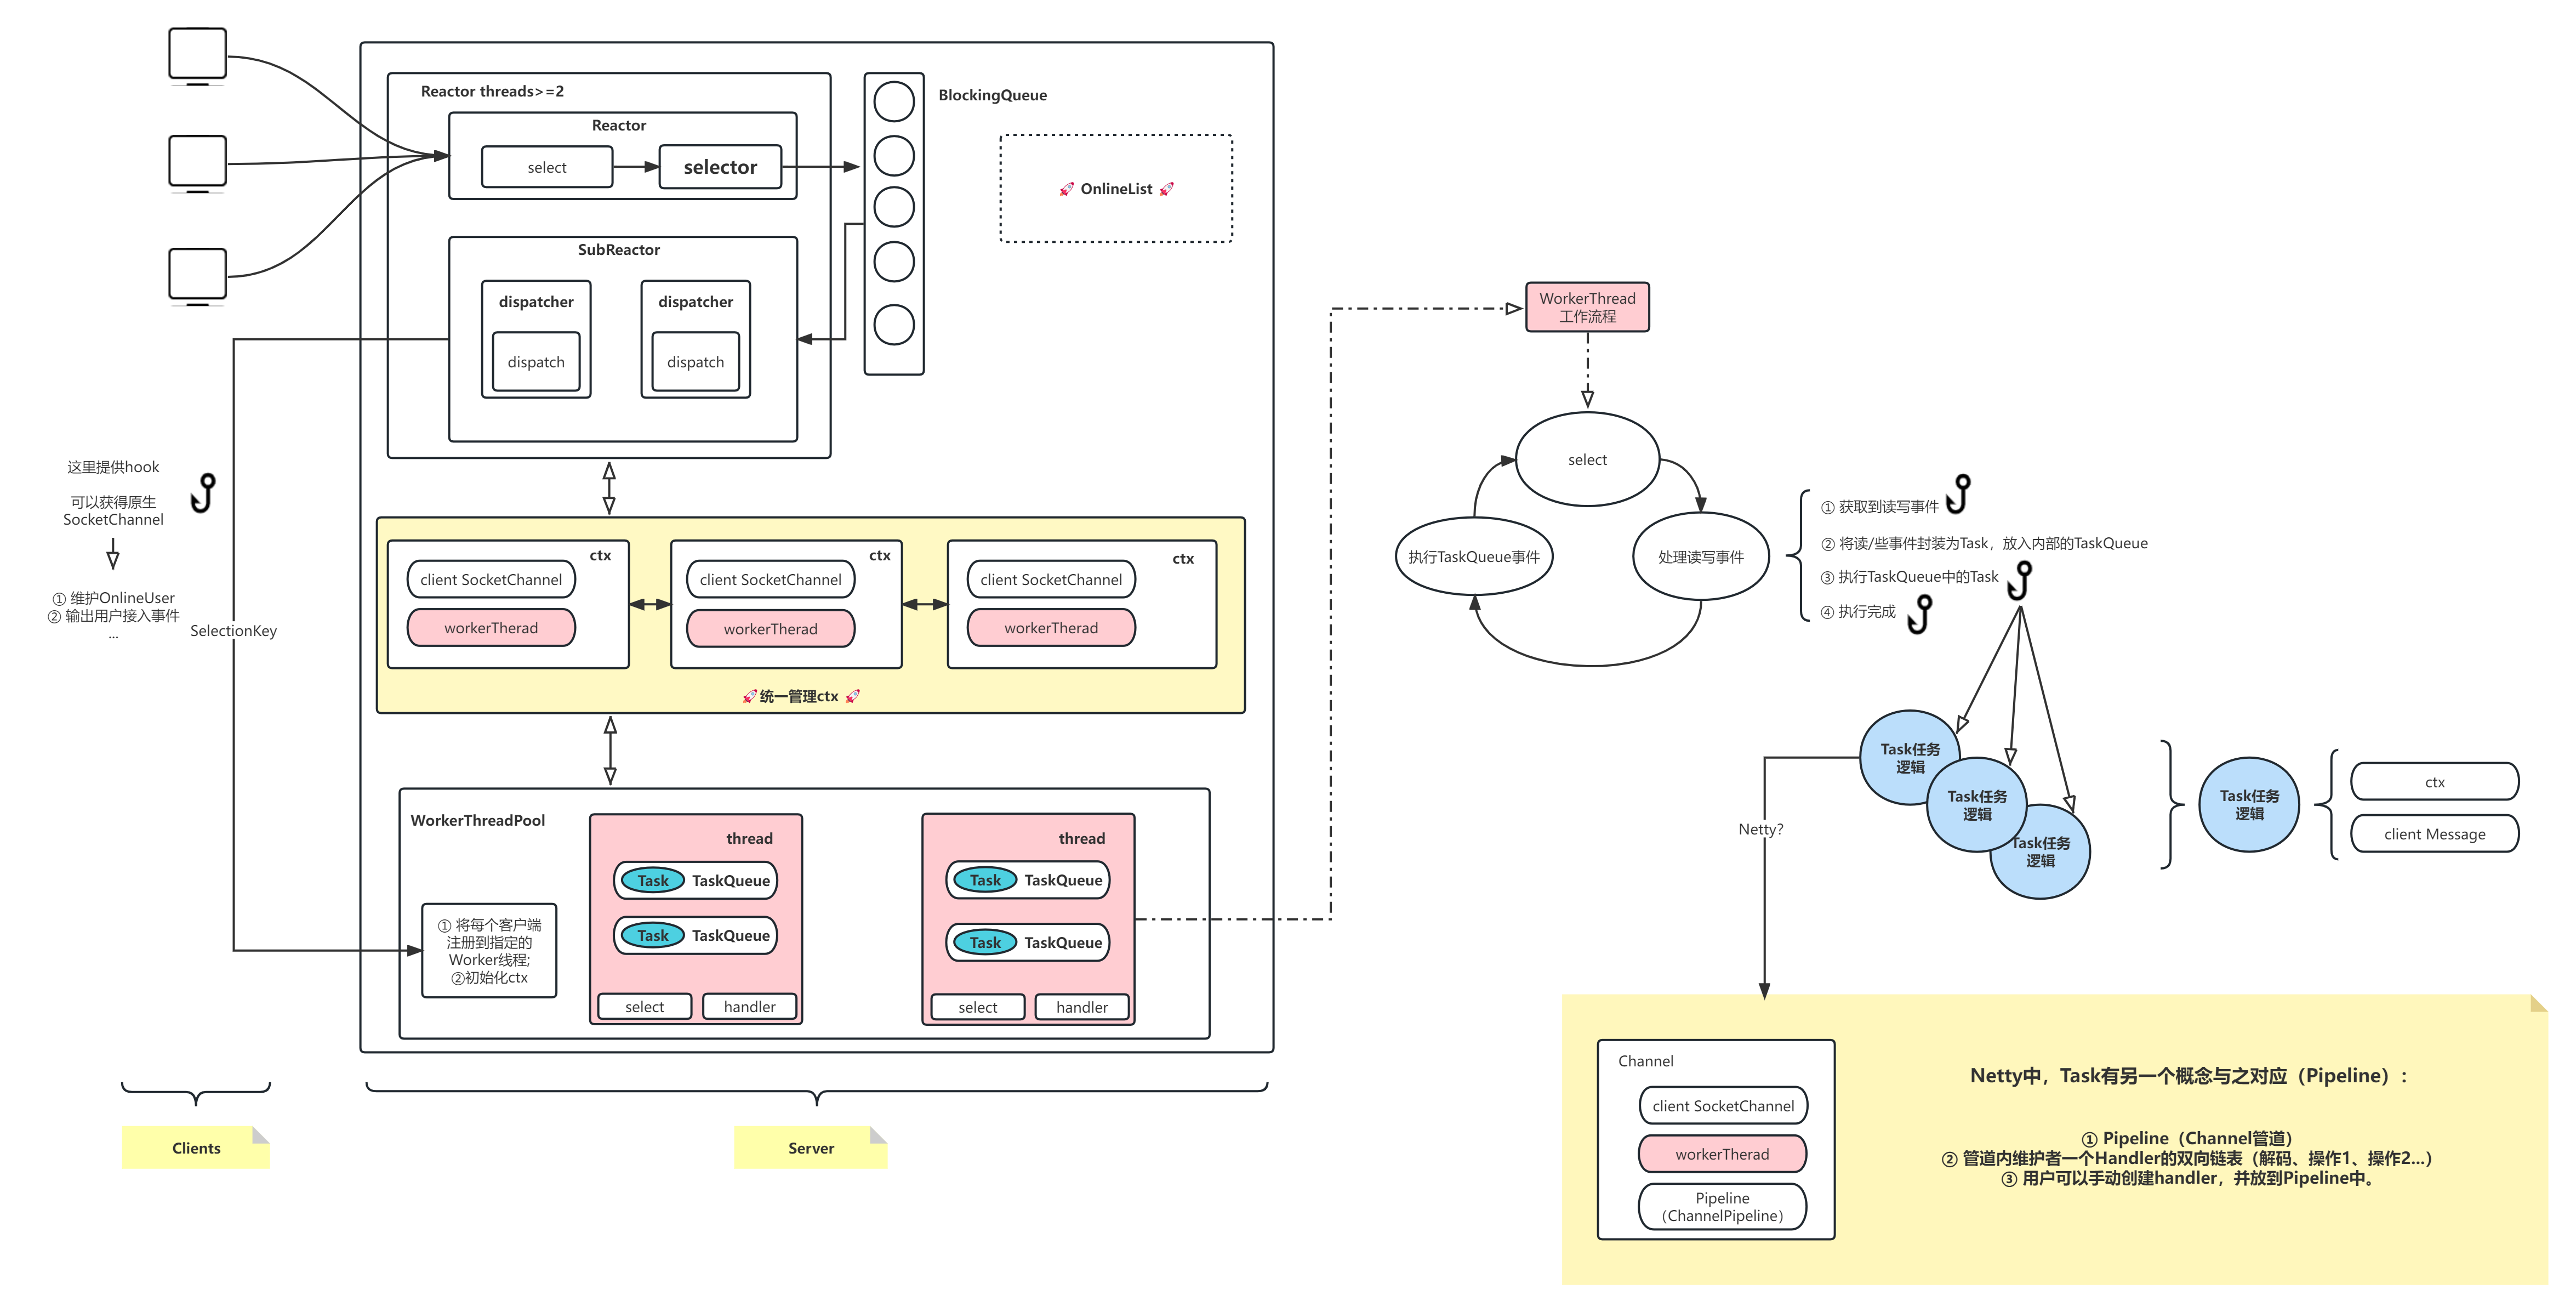 Reactor threads>=2
Reactor
select
selector
BlockingQueue
🚀 OnlineList 🚀
SubReactor
dispatcher
dispatch
dispatcher
dispatch
这里提供hook
可以获得原生
SocketChannel
① 维护OnlineUser
② 输出用户接入事件
...
SelectionKey
ctx
client SocketChannel
workerTherad
ctx
client SocketChannel
workerTherad
ctx
client SocketChannel
workerTherad
🚀统一管理ctx 🚀
WorkerThreadPool
① 将每个客户端
注册到指定的
Worker线程;
②初始化ctx
thread
Task TaskQueue
Task TaskQueue
select
handler
thread
Task TaskQueue
Task TaskQueue
select
handler
Clients
Server
WorkerThread
工作流程
select
执行TaskQueue事件
处理读写事件
① 获取到读写事件
② 将读/些事件封装为Task，放入内部的TaskQueue
③ 执行TaskQueue中的Task
④ 执行完成
Task任务
逻辑
Task任务
逻辑
Task任务
逻辑
Task任务
逻辑
ctx
client Message
Netty?
Channel
client SocketChannel
workerTherad
Pipeline
（ChannelPipeline）
Netty中，Task有另一个概念与之对应（Pipeline）：
① Pipeline（Channel管道）
② 管道内维护者一个Handler的双向链表（解码、操作1、操作2...）
③ 用户可以手动创建handler，并放到Pipeline中。